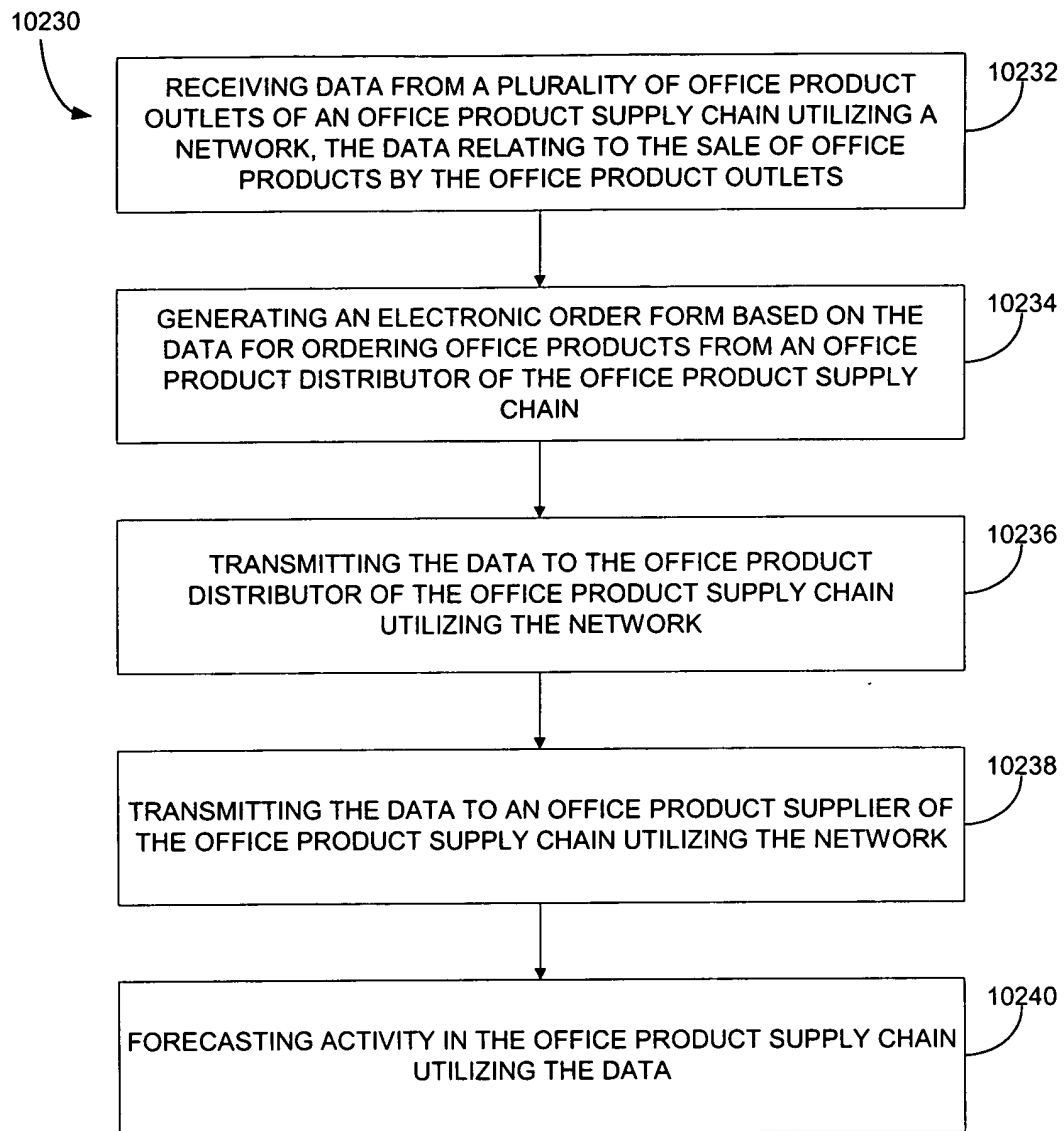 10230
10232
RECEIVING DATA FROM A PLURALITY OF OFFICE PRODUCT
OUTLETS OF AN OFFICE PRODUCT SUPPLY CHAIN UTILIZING A
NETWORK, THE DATA RELATING TO THE SALE OF OFFICE
PRODUCTS BY THE OFFICE PRODUCT OUTLETS
10234
GENERATING AN ELECTRONIC ORDER FORM BASED ON THE
DATA FOR ORDERING OFFICE PRODUCTS FROM AN OFFICE
PRODUCT DISTRIBUTOR OF THE OFFICE PRODUCT SUPPLY
CHAIN
10236
TRANSMITTING THE DATA TO THE OFFICE PRODUCT
DISTRIBUTOR OF THE OFFICE PRODUCT SUPPLY CHAIN
UTILIZING THE NETWORK
10238
TRANSMITTING THE DATA TO AN OFFICE PRODUCT SUPPLIER OF
THE OFFICE PRODUCT SUPPLY CHAIN UTILIZING THE NETWORK
10240
FORECASTING ACTIVITY IN THE OFFICE PRODUCT SUPPLY CHAIN
UTILIZING THE DATA